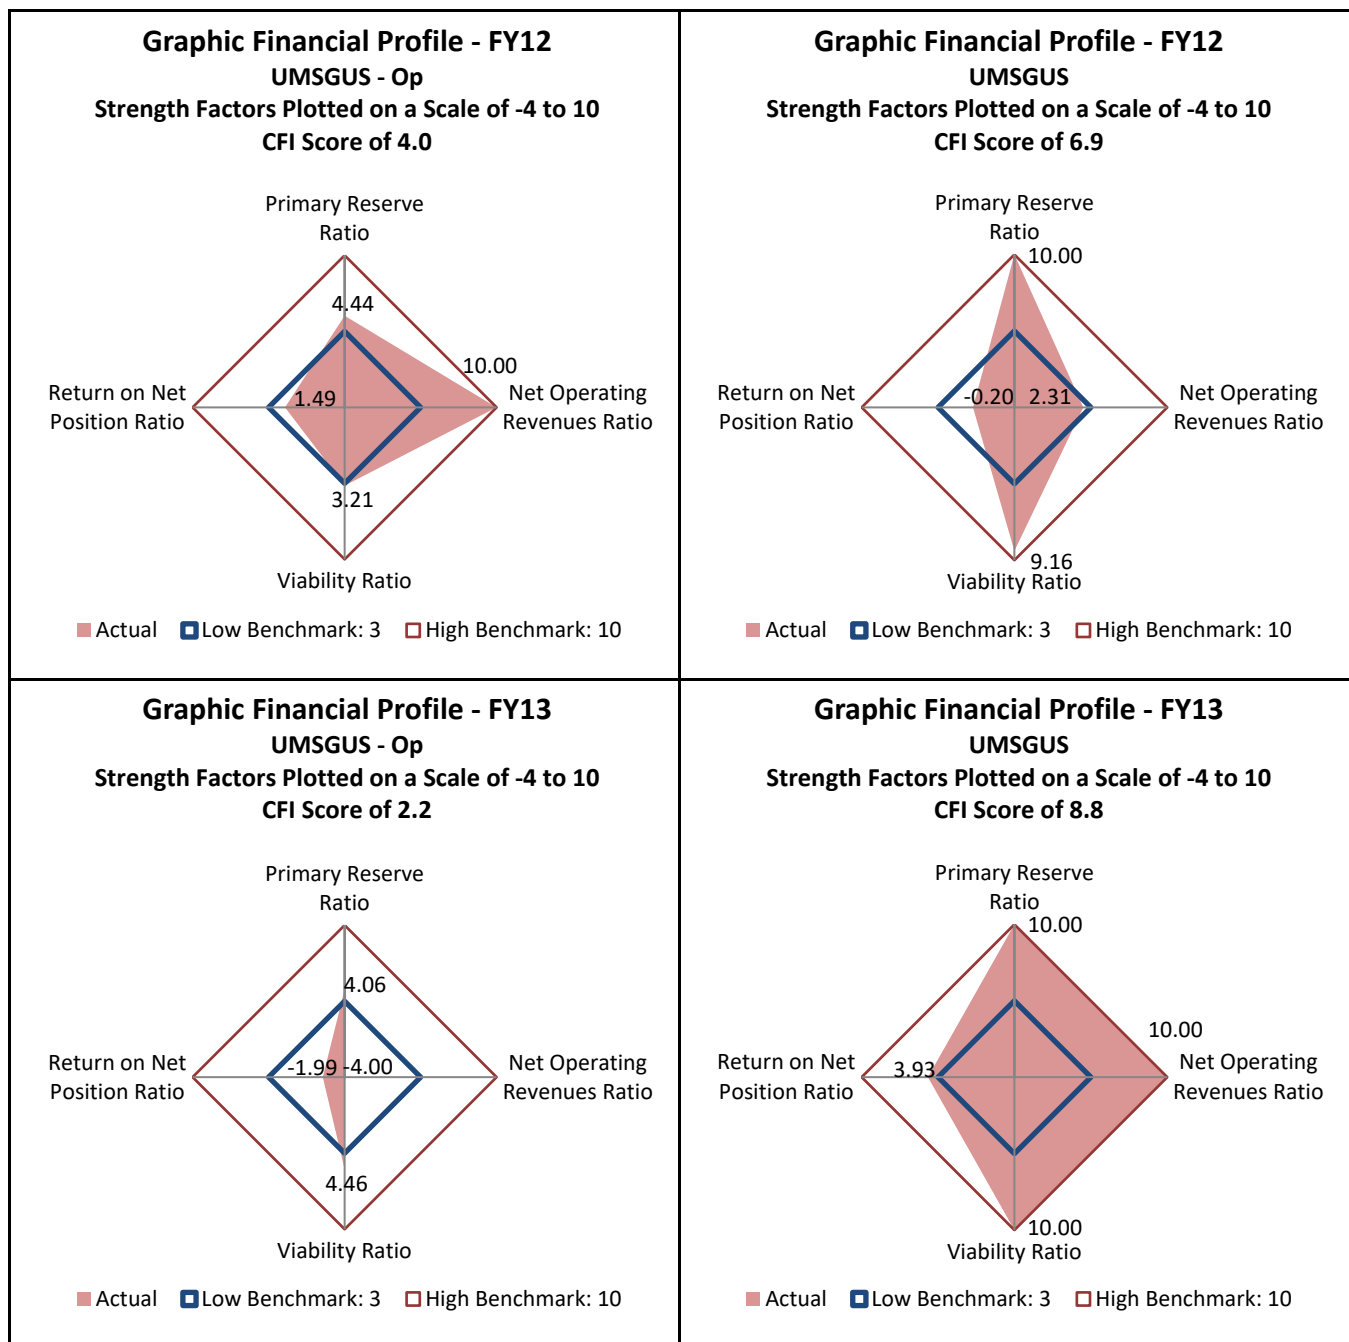 Graphic Financial Profile - FY12
UMSGUS - Op
Strength Factors Plotted on a Scale of -4 to 10
CFI Score of 4.0
Primary Reserve
Ratio
4.44
10.00
Return on Net
Position Ratio
1.49
Net Operating
Revenues Ratio
3.21
Viability Ratio
Actual Low Benchmark: 3 High Benchmark: 10
Graphic Financial Profile - FY12
UMSGUS
Strength Factors Plotted on a Scale of -4 to 10
CFI Score of 6.9
Primary Reserve
Ratio
10.00
Return on Net
Position Ratio
-0.20 2.31
Net Operating
Revenues Ratio
9.16
Viability Ratio
Actual Low Benchmark: 3 High Benchmark: 10
Graphic Financial Profile - FY13
UMSGUS - Op
Strength Factors Plotted on a Scale of -4 to 10
CFI Score of 2.2
Primary Reserve
Ratio
4.06
Return on Net
Position Ratio
-1.99 -4.00
Net Operating
Revenues Ratio
4.46
Viability Ratio
Actual Low Benchmark: 3 High Benchmark: 10
Graphic Financial Profile - FY13
UMSGUS
Strength Factors Plotted on a Scale of -4 to 10
CFI Score of 8.8
Primary Reserve
Ratio
10.00
10.00
Return on Net
Position Ratio
3.93
Net Operating
Revenues Ratio
10.00
Viability Ratio
Actual Low Benchmark: 3 High Benchmark: 10